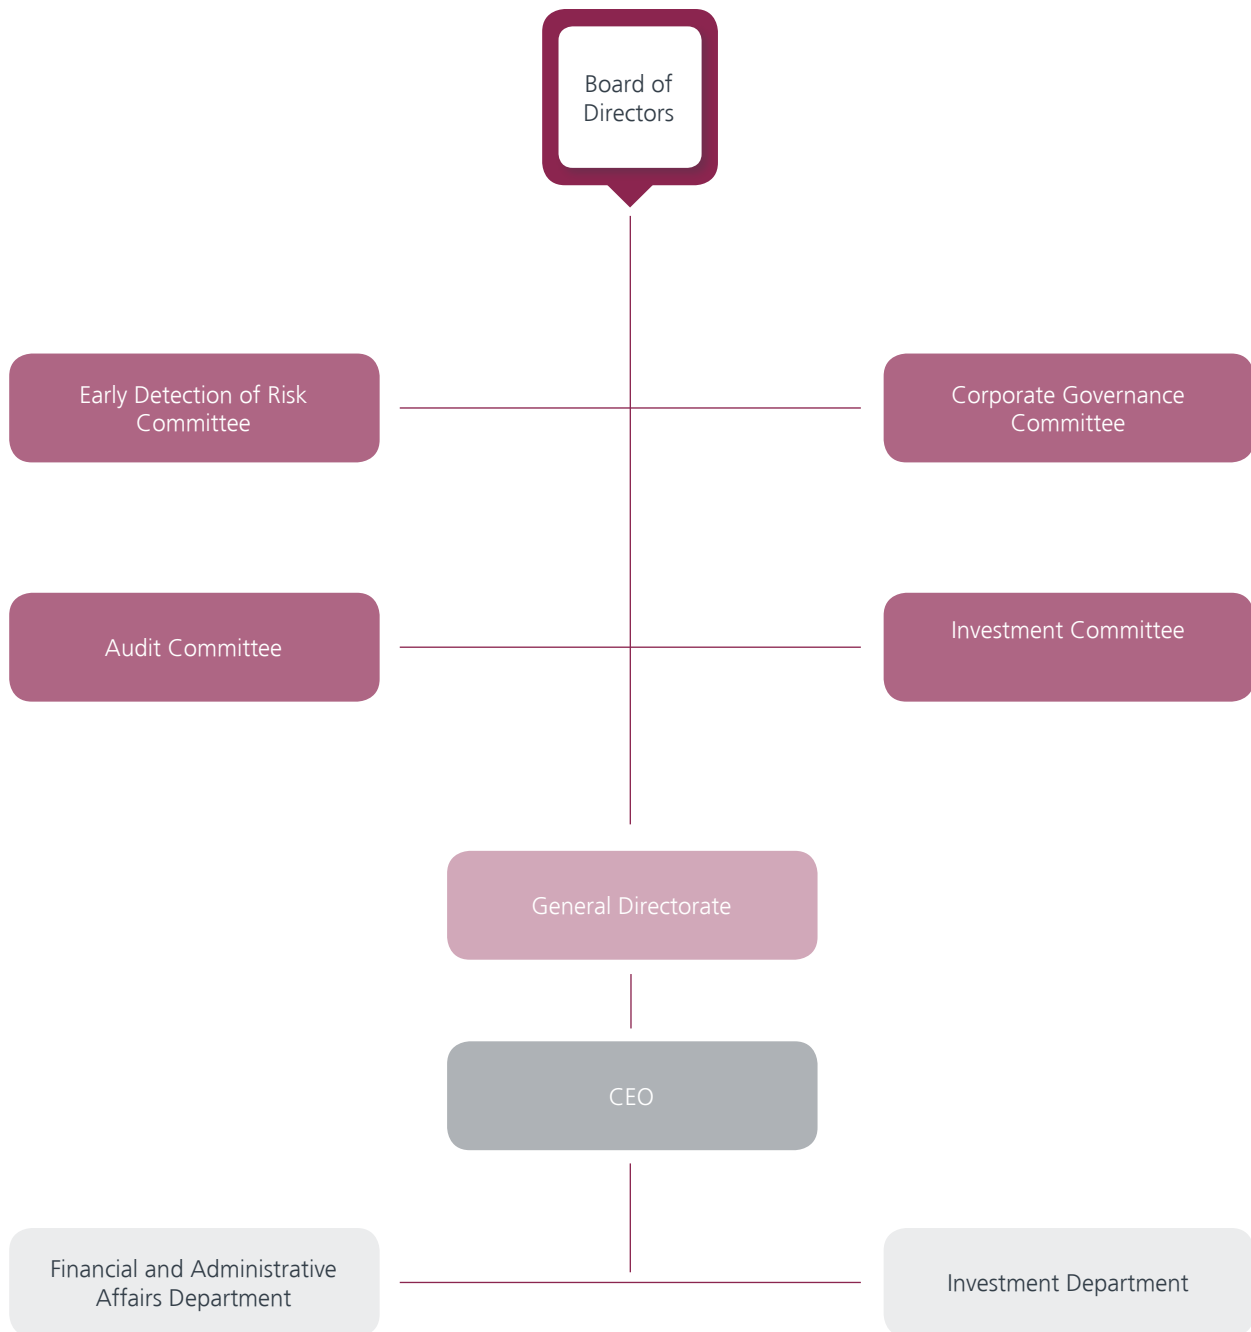 Board of
Directors
Early Detection of Risk
Committee
Corporate Governance
Committee
Audit Committee
Investment Committee
General Directorate
CEO
Financial and Administrative
Affairs Department
Investment Department